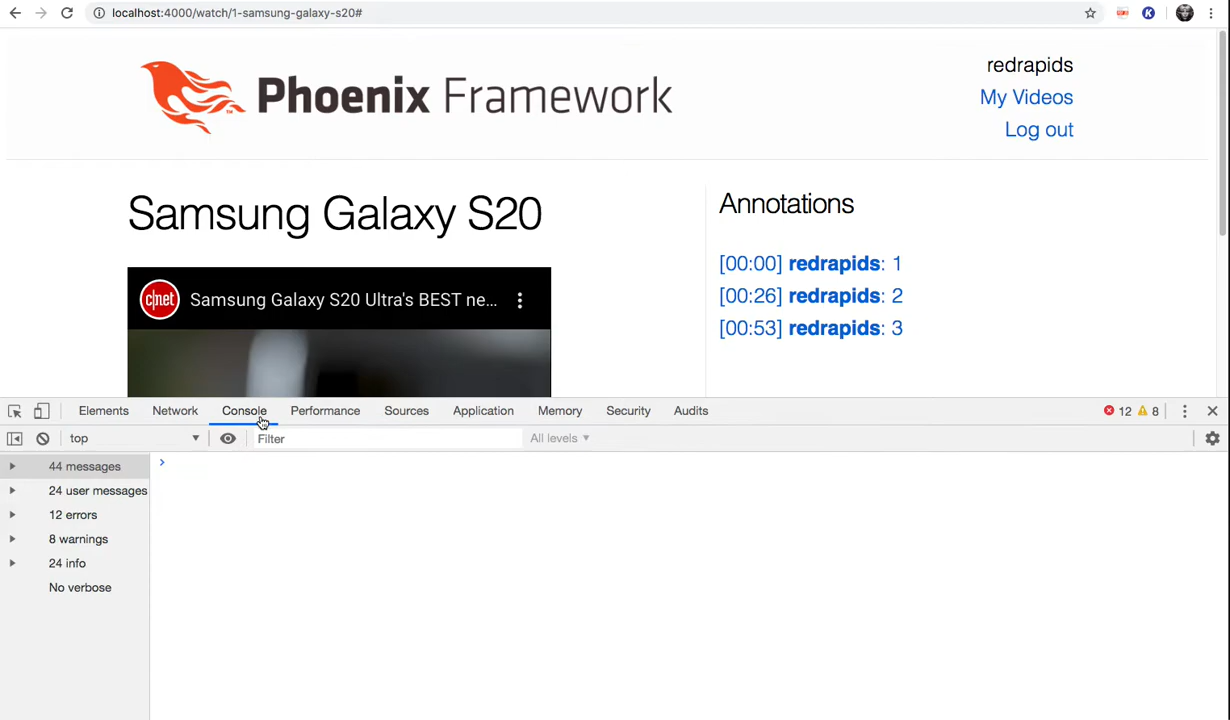 localhost:4000/watch/1-samsung-galaxy-s20#
Phoenix Framework
redrapids
My Videos
Log out
Samsung Galaxy S20
c|net
Samsung Galaxy S20 Ultra's BEST ne...
Annotations
[00:00] redrapids: 1
[00:26] redrapids: 2
[00:53] redrapids: 3
Elements Network Console Performance Sources Application Memory Security Audits 12 8
top Filter All levels
44 messages
24 user messages
12 errors
8 warnings
24 info
No verbose